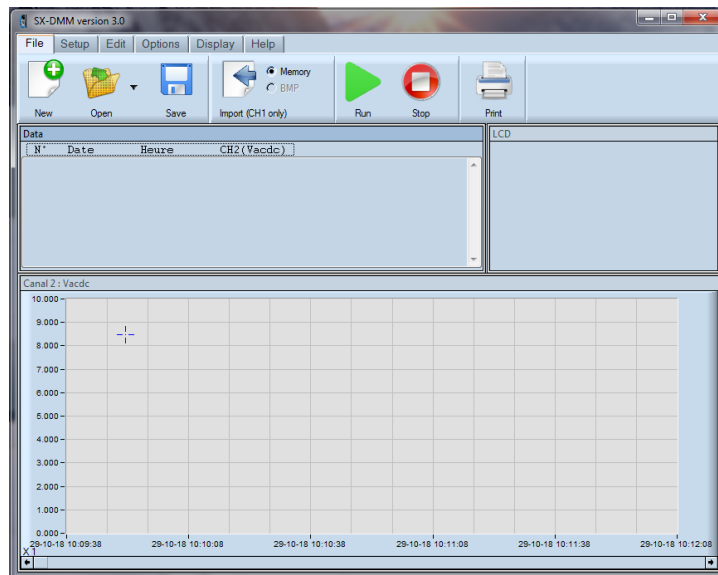 SX-DMM version 3.0
File Setup Edit Options Display Help
Memory
BMP
New Open Save Import (CH1 only) Run Stop Print
Data
N° Date Heure CH2(Vacdc)
LCD
Canal 2 : Vacdc
10.000
9.000
8.000
7.000
6.000
5.000
4.000
3.000
2.000
1.000
0.000
29-10-18 10:09:38 29-10-18 10:10:08 29-10-18 10:10:38 29-10-18 10:11:08 29-10-18 10:11:38 29-10-18 10:12:08
X1